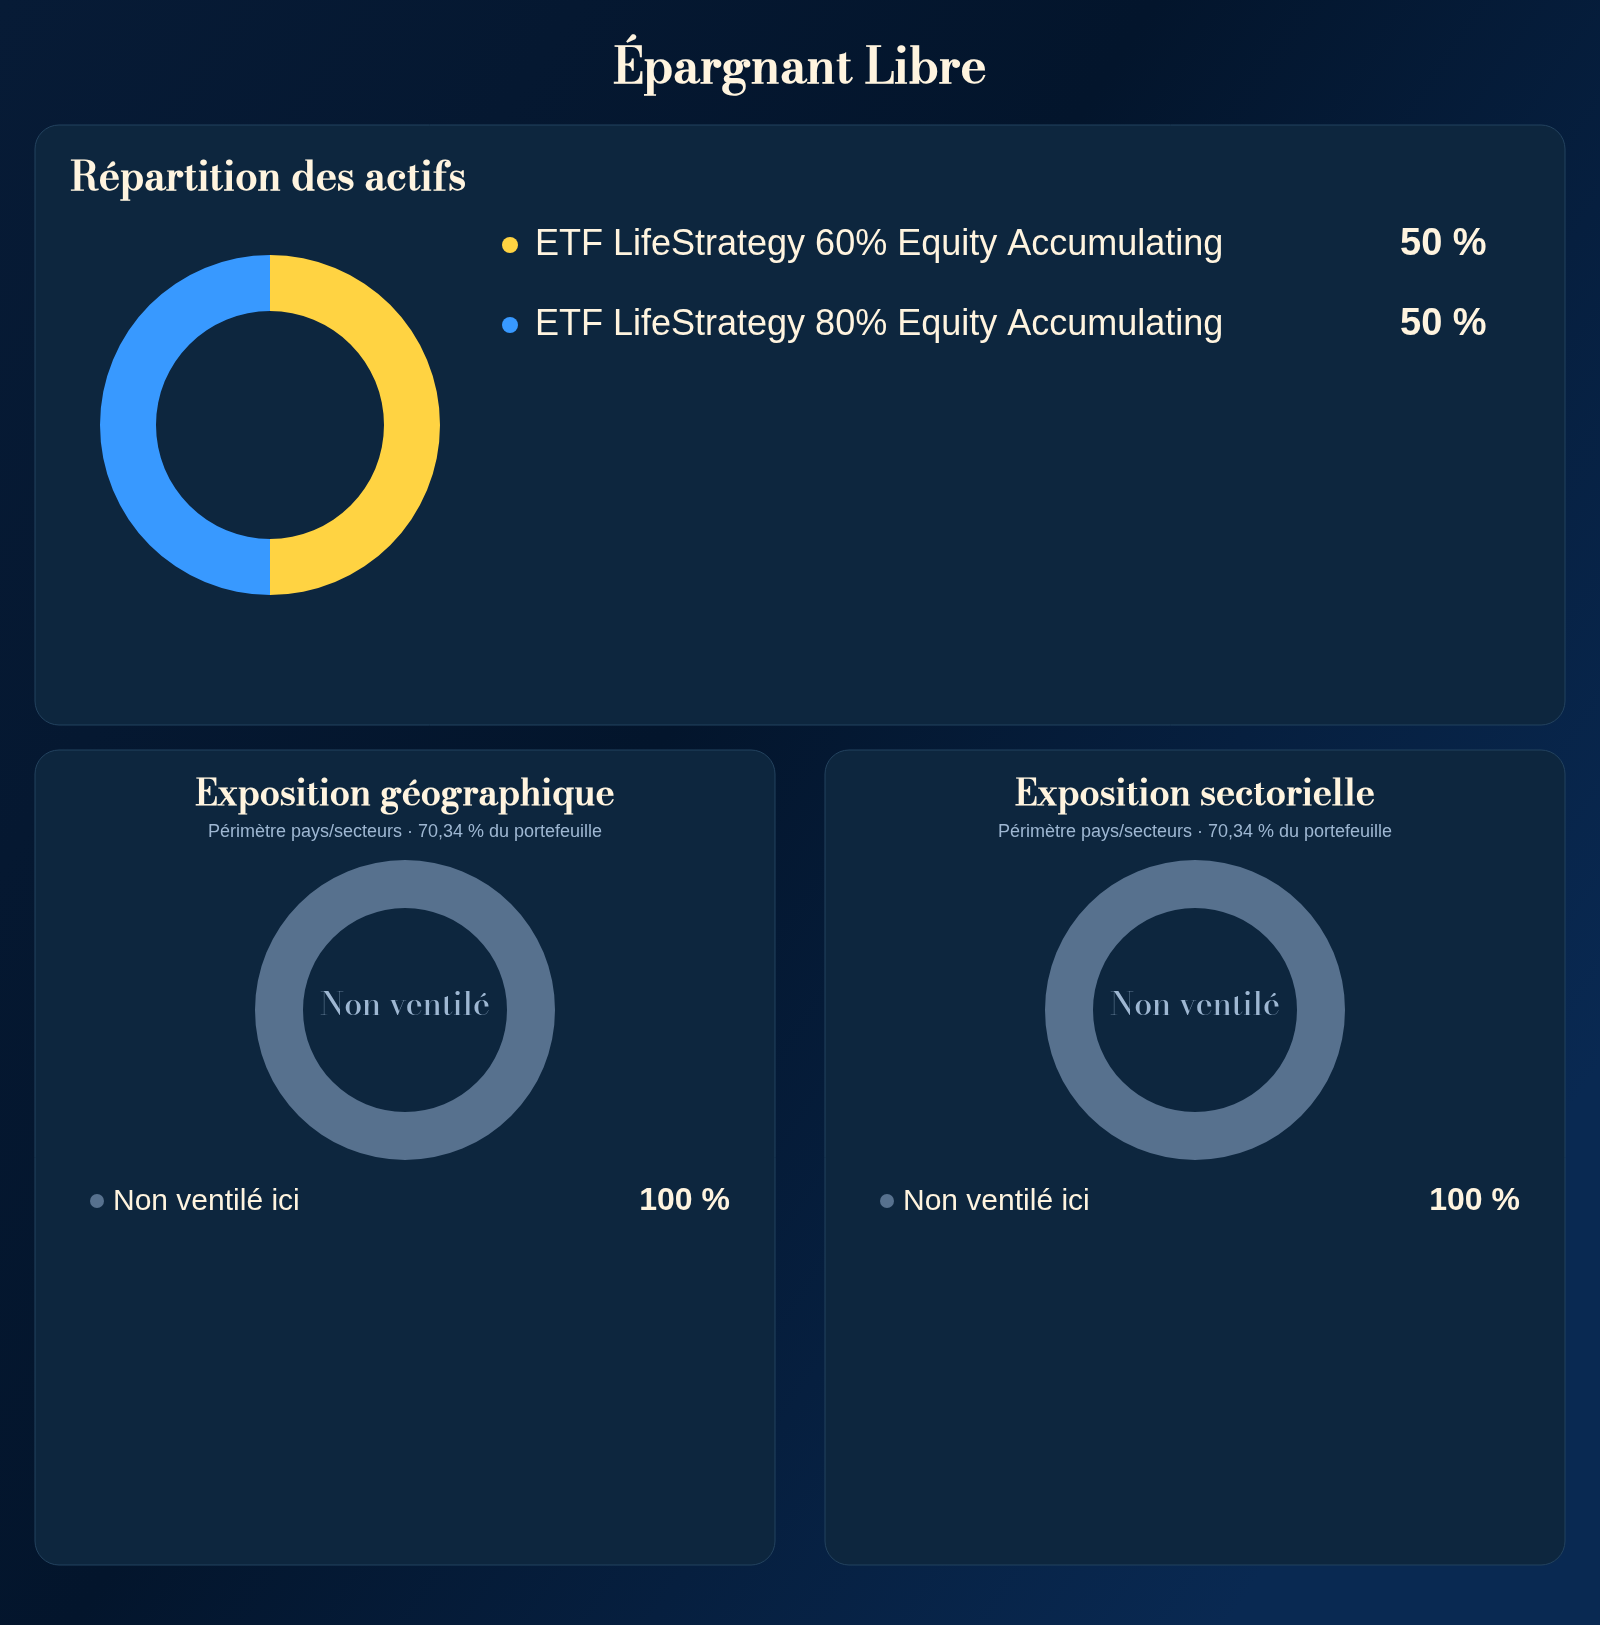 Épargnant Libre
Répartition des actifs
ETF LifeStrategy 60% Equity Accumulating 50 %
ETF LifeStrategy 80% Equity Accumulating 50 %
Exposition géographique
Périmètre pays/secteurs · 70,34 % du portefeuille
Non ventilé
Non ventilé ici 100 %
Exposition sectorielle
Périmètre pays/secteurs · 70,34 % du portefeuille
Non ventilé
Non ventilé ici 100 %